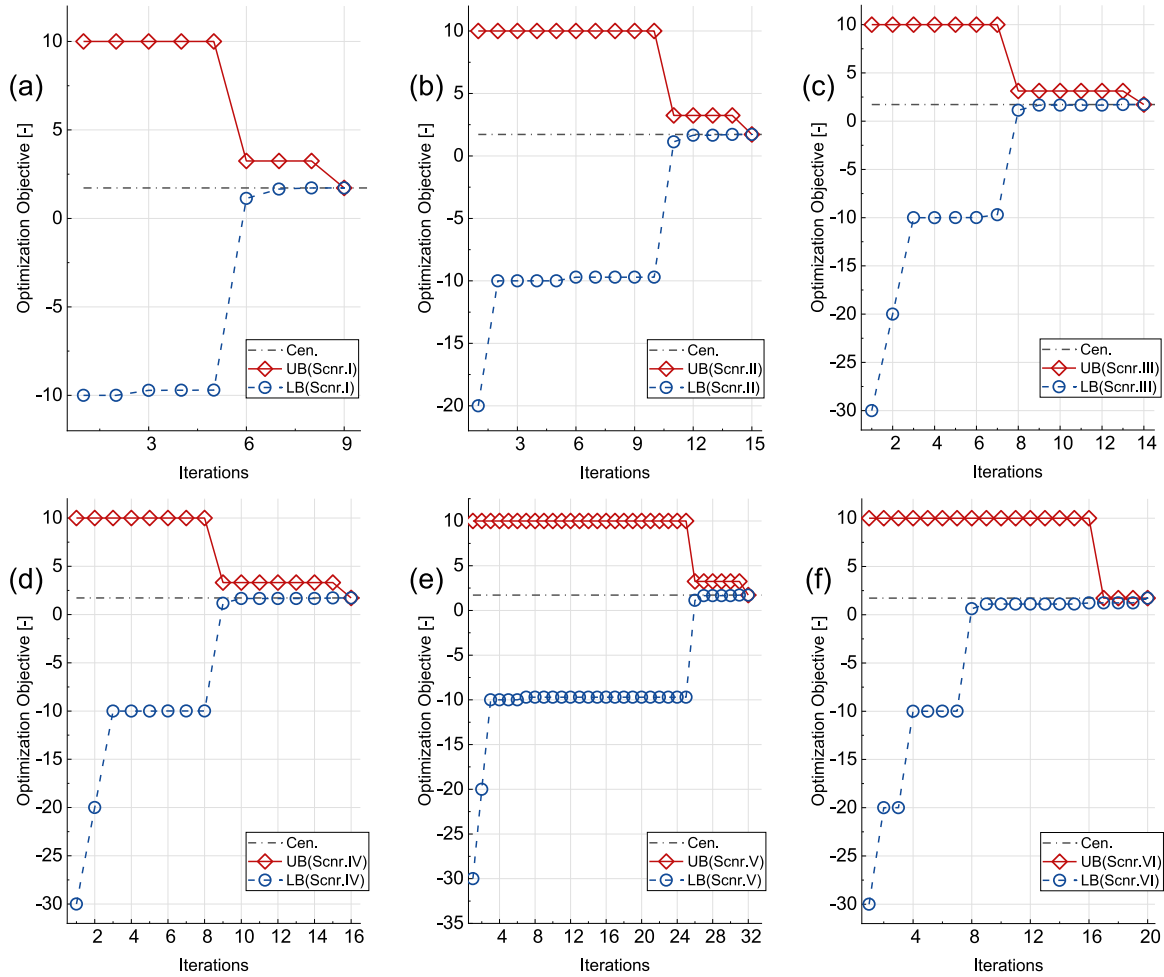 (a)
Optimization Objective [-]
10
5
0
-5
-10
Cen.
UB(Scnr.I)
LB(Scnr.I)
3 6 9
Iterations
(b)
Optimization Objective [-]
10
5
0
-5
-10
-15
-20
Cen.
UB(Scnr.II)
LB(Scnr.II)
3 6 9 12 15
Iterations
(c)
Optimization Objective [-]
10
5
0
-5
-10
-15
-20
-25
-30
Cen.
UB(Scnr.III)
LB(Scnr.III)
2 4 6 8 10 12 14
Iterations
(d)
Optimization Objective [-]
10
5
0
-5
-10
-15
-20
-25
-30
Cen.
UB(Scnr.IV)
LB(Scnr.IV)
2 4 6 8 10 12 14 16
Iterations
(e)
Optimization Objective [-]
10
5
0
-5
-10
-15
-20
-25
-30
-35
Cen.
UB(Scnr.V)
LB(Scnr.V)
4 8 12 16 20 24 28 32
Iterations
(f)
Optimization Objective [-]
10
5
0
-5
-10
-15
-20
-25
-30
Cen.
UB(Scnr.VI)
LB(Scnr.VI)
4 8 12 16 20
Iterations